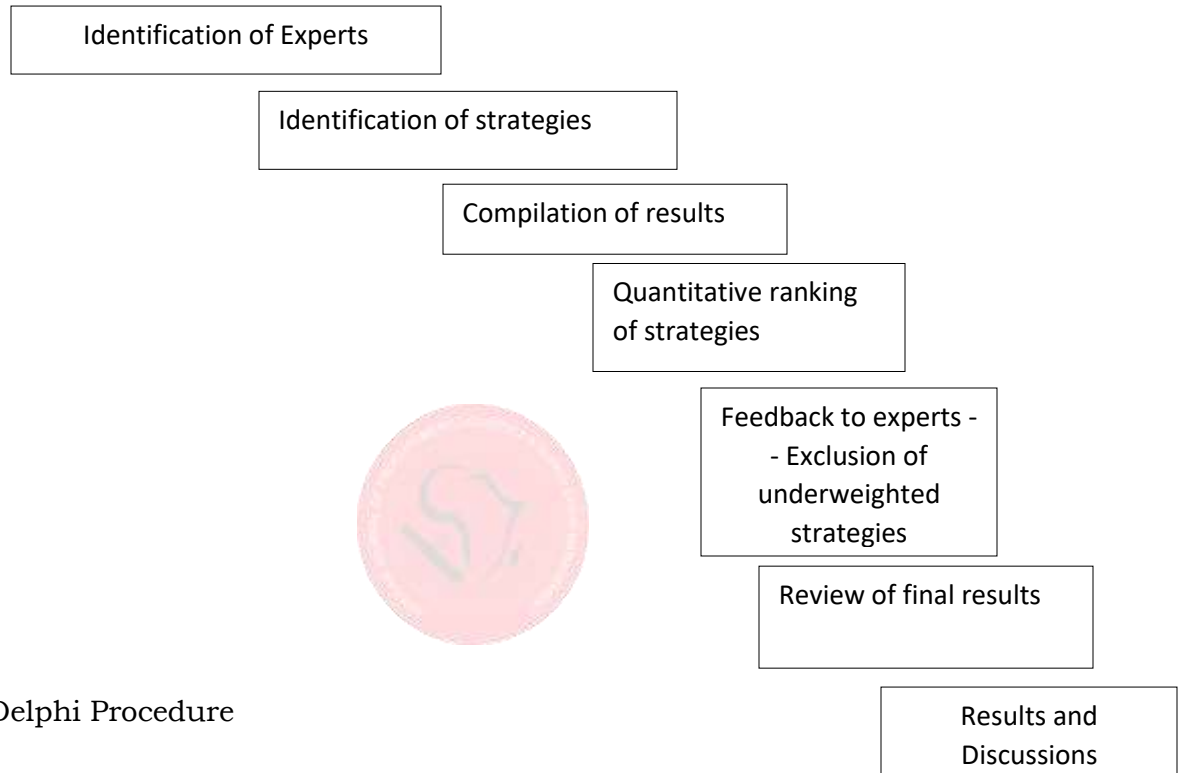 Identification of Experts
Identification of strategies
Compilation of results
Quantitative ranking
of strategies
Feedback to experts -
- Exclusion of
underweighted
strategies
Review of final results
Delphi Procedure
Results and
Discussions